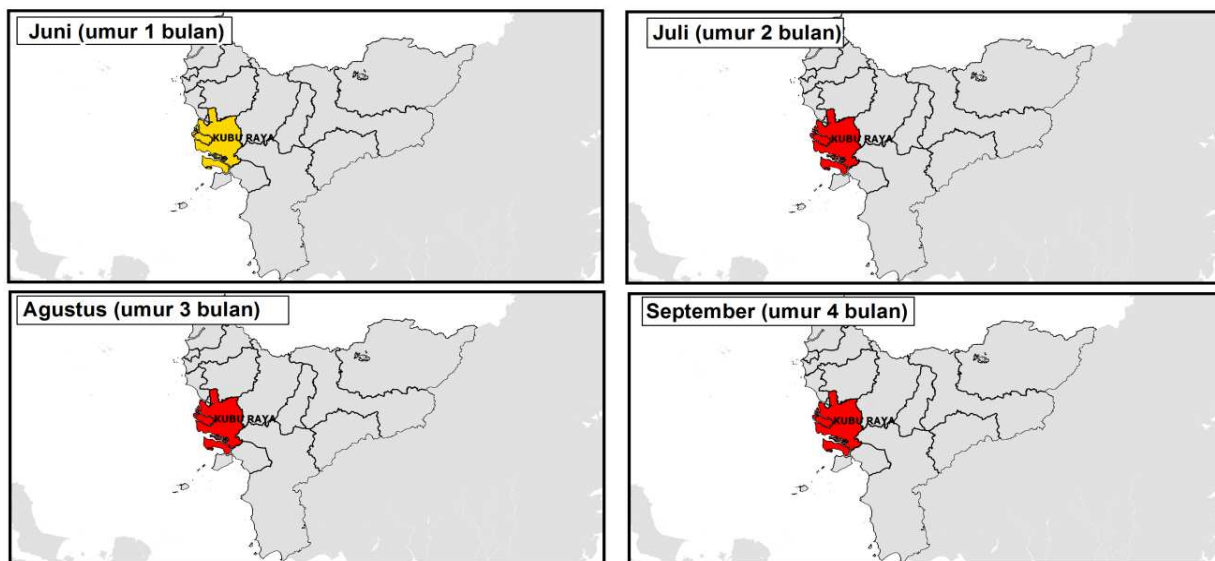 Juni (umur 1 bulan)
KUBU RAYA
Juli (umur 2 bulan)
KUBU RAYA
Agustus (umur 3 bulan)
KUBU RAYA
September (umur 4 bulan)
KUBU RAYA